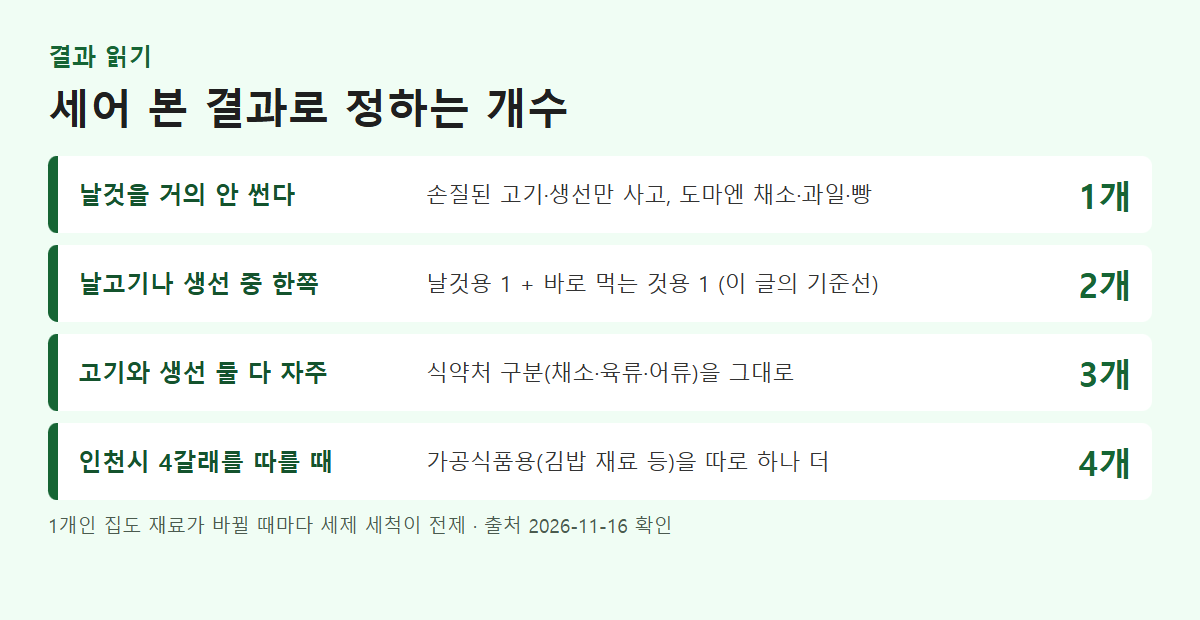 결과 읽기
세어 본 결과로 정하는 개수
날것을 거의 안 썬다 손질된 고기·생선만 사고, 도마엔 채소·과일·빵 1개
날고기나 생선 중 한쪽 날것용 1 + 바로 먹는 것용 1 (이 글의 기준선) 2개
고기와 생선 둘 다 자주 식약처 구분(채소·육류·어류)을 그대로 3개
인천시 4갈래를 따를 때 가공식품용(김밥 재료 등)을 따로 하나 더 4개
1개인 집도 재료가 바뀔 때마다 세제 세척이 전제 · 출처 2026-11-16 확인